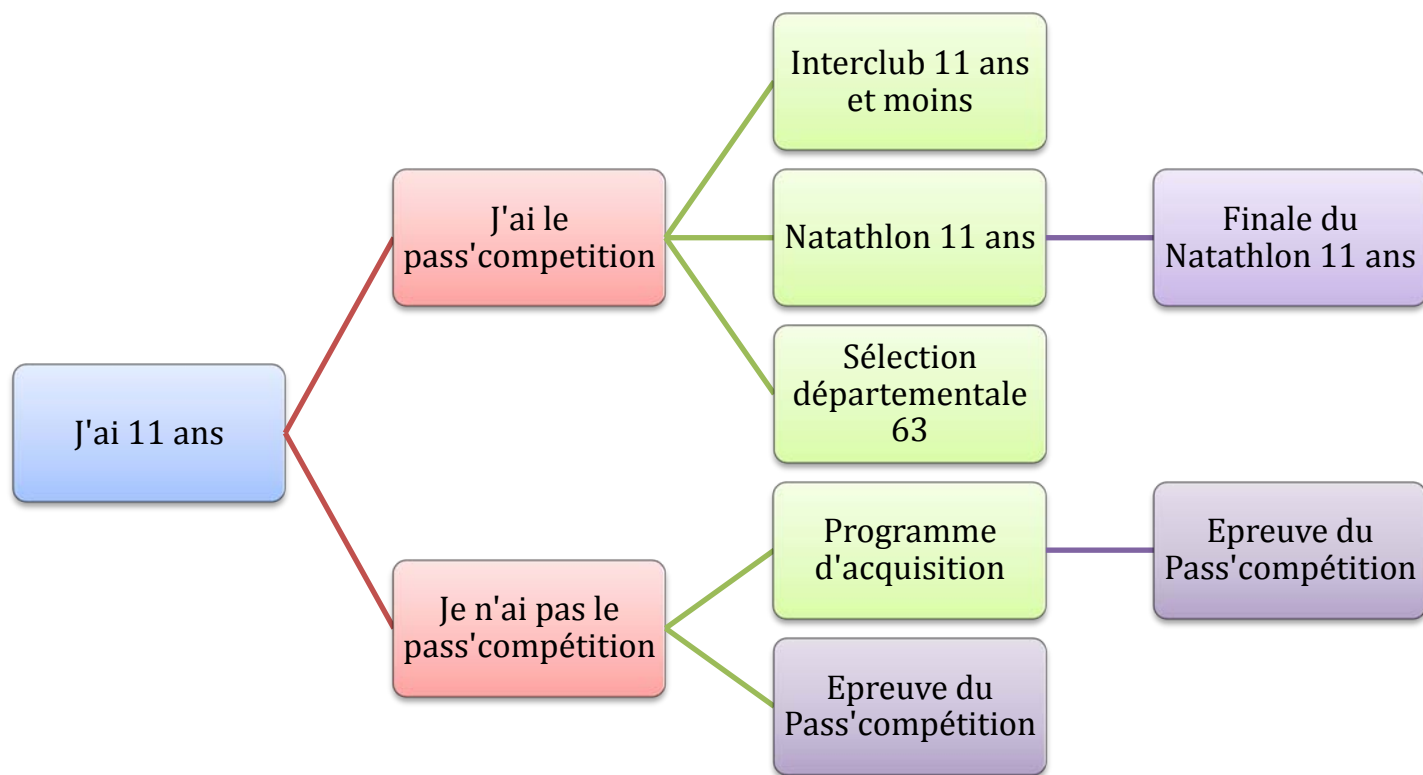 Interclub 11 ans
et moins
J'ai le
pass'competition
Natathlon 11 ans
Finale du
Natathlon 11 ans
Sélection
départementale
63
J'ai 11 ans
Programme
d'acquisition
Epreuve du
Pass'compétition
Je n'ai pas le
pass'compétition
Epreuve du
Pass'compétition